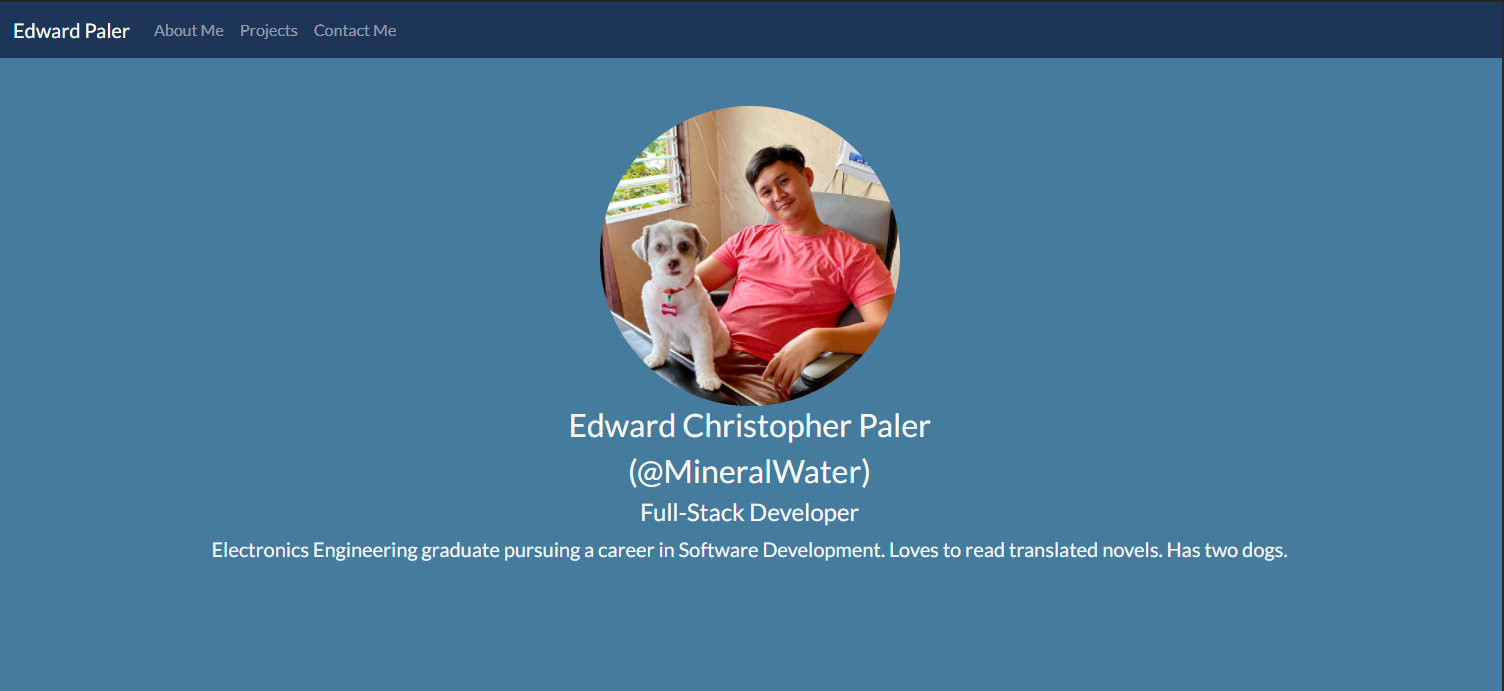 Edward Paler About Me Projects Contact Me
Edward Christopher Paler
(@MineralWater)
Full-Stack Developer
Electronics Engineering graduate pursuing a career in Software Development. Loves to read translated novels. Has two dogs.